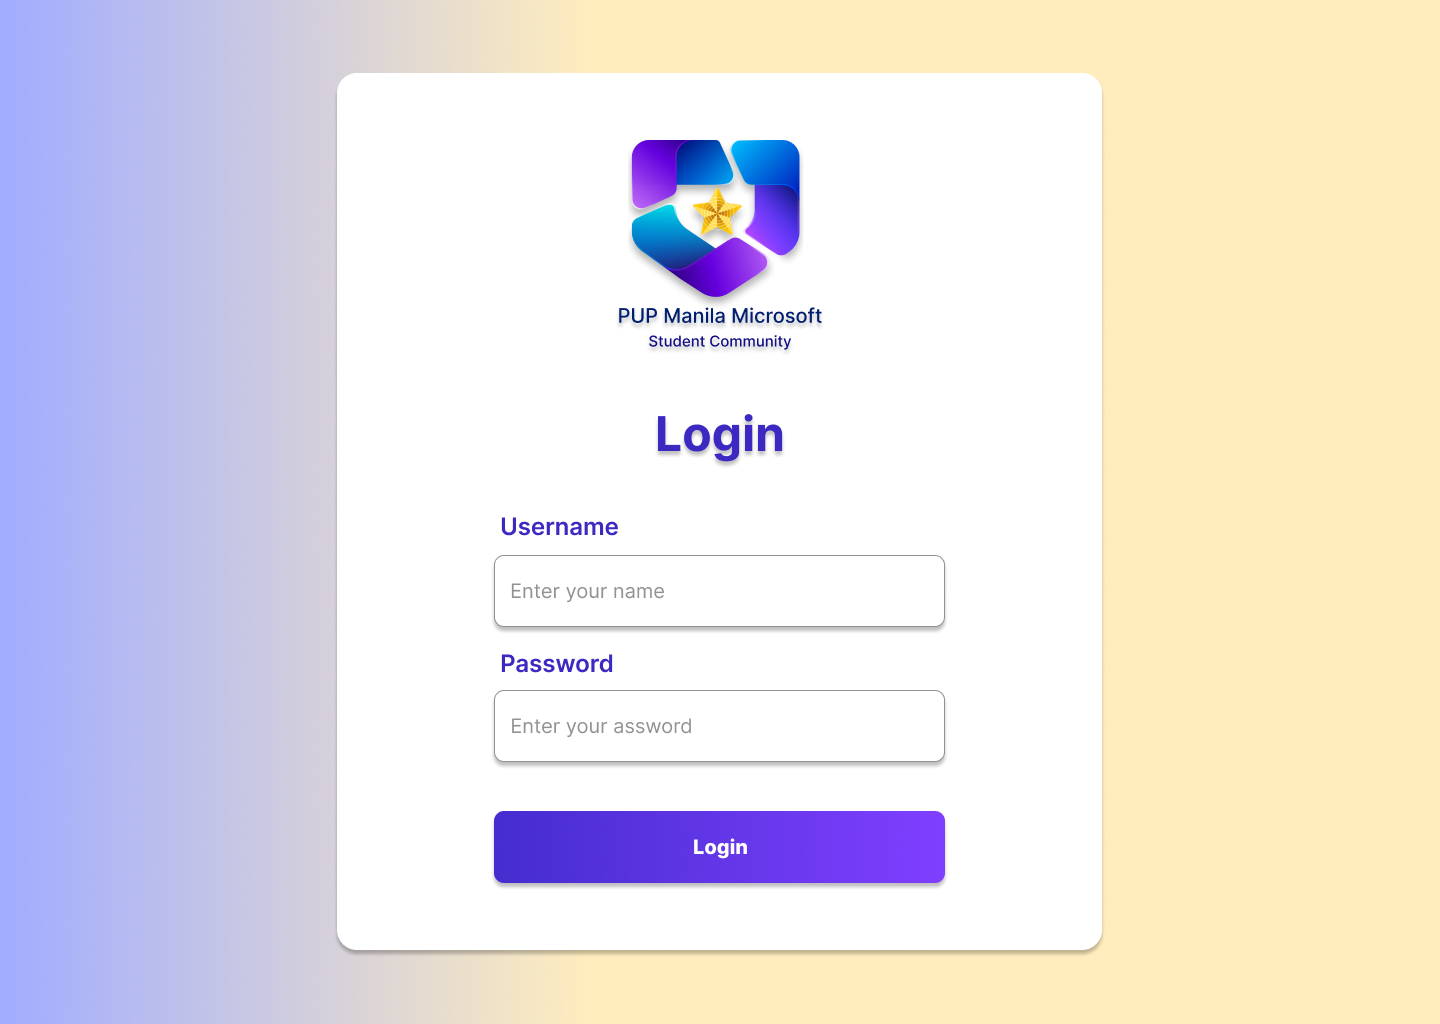 PUP Manila Microsoft
Student Community
Login
Username
Enter your name
Password
Enter your assword
Login